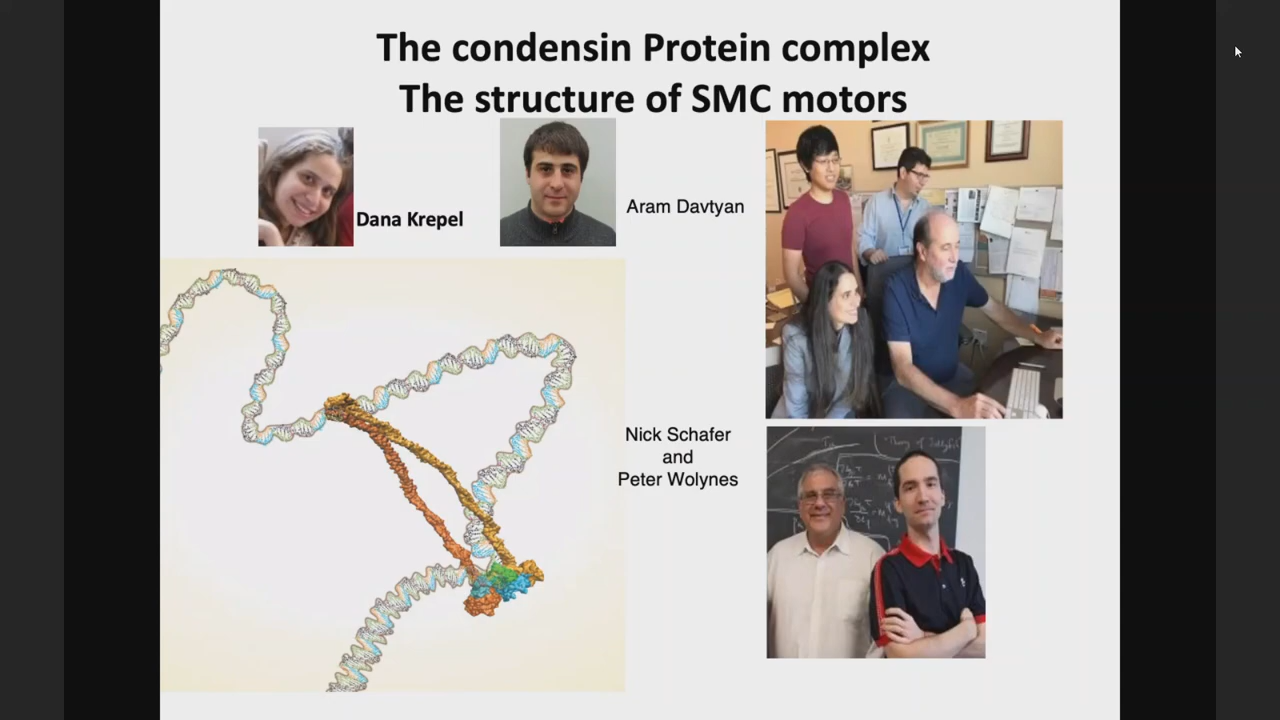 The condensin Protein complex
The structure of SMC motors
Dana Krepel
Aram Davtyan
Nick Schafer
and
Peter Wolynes